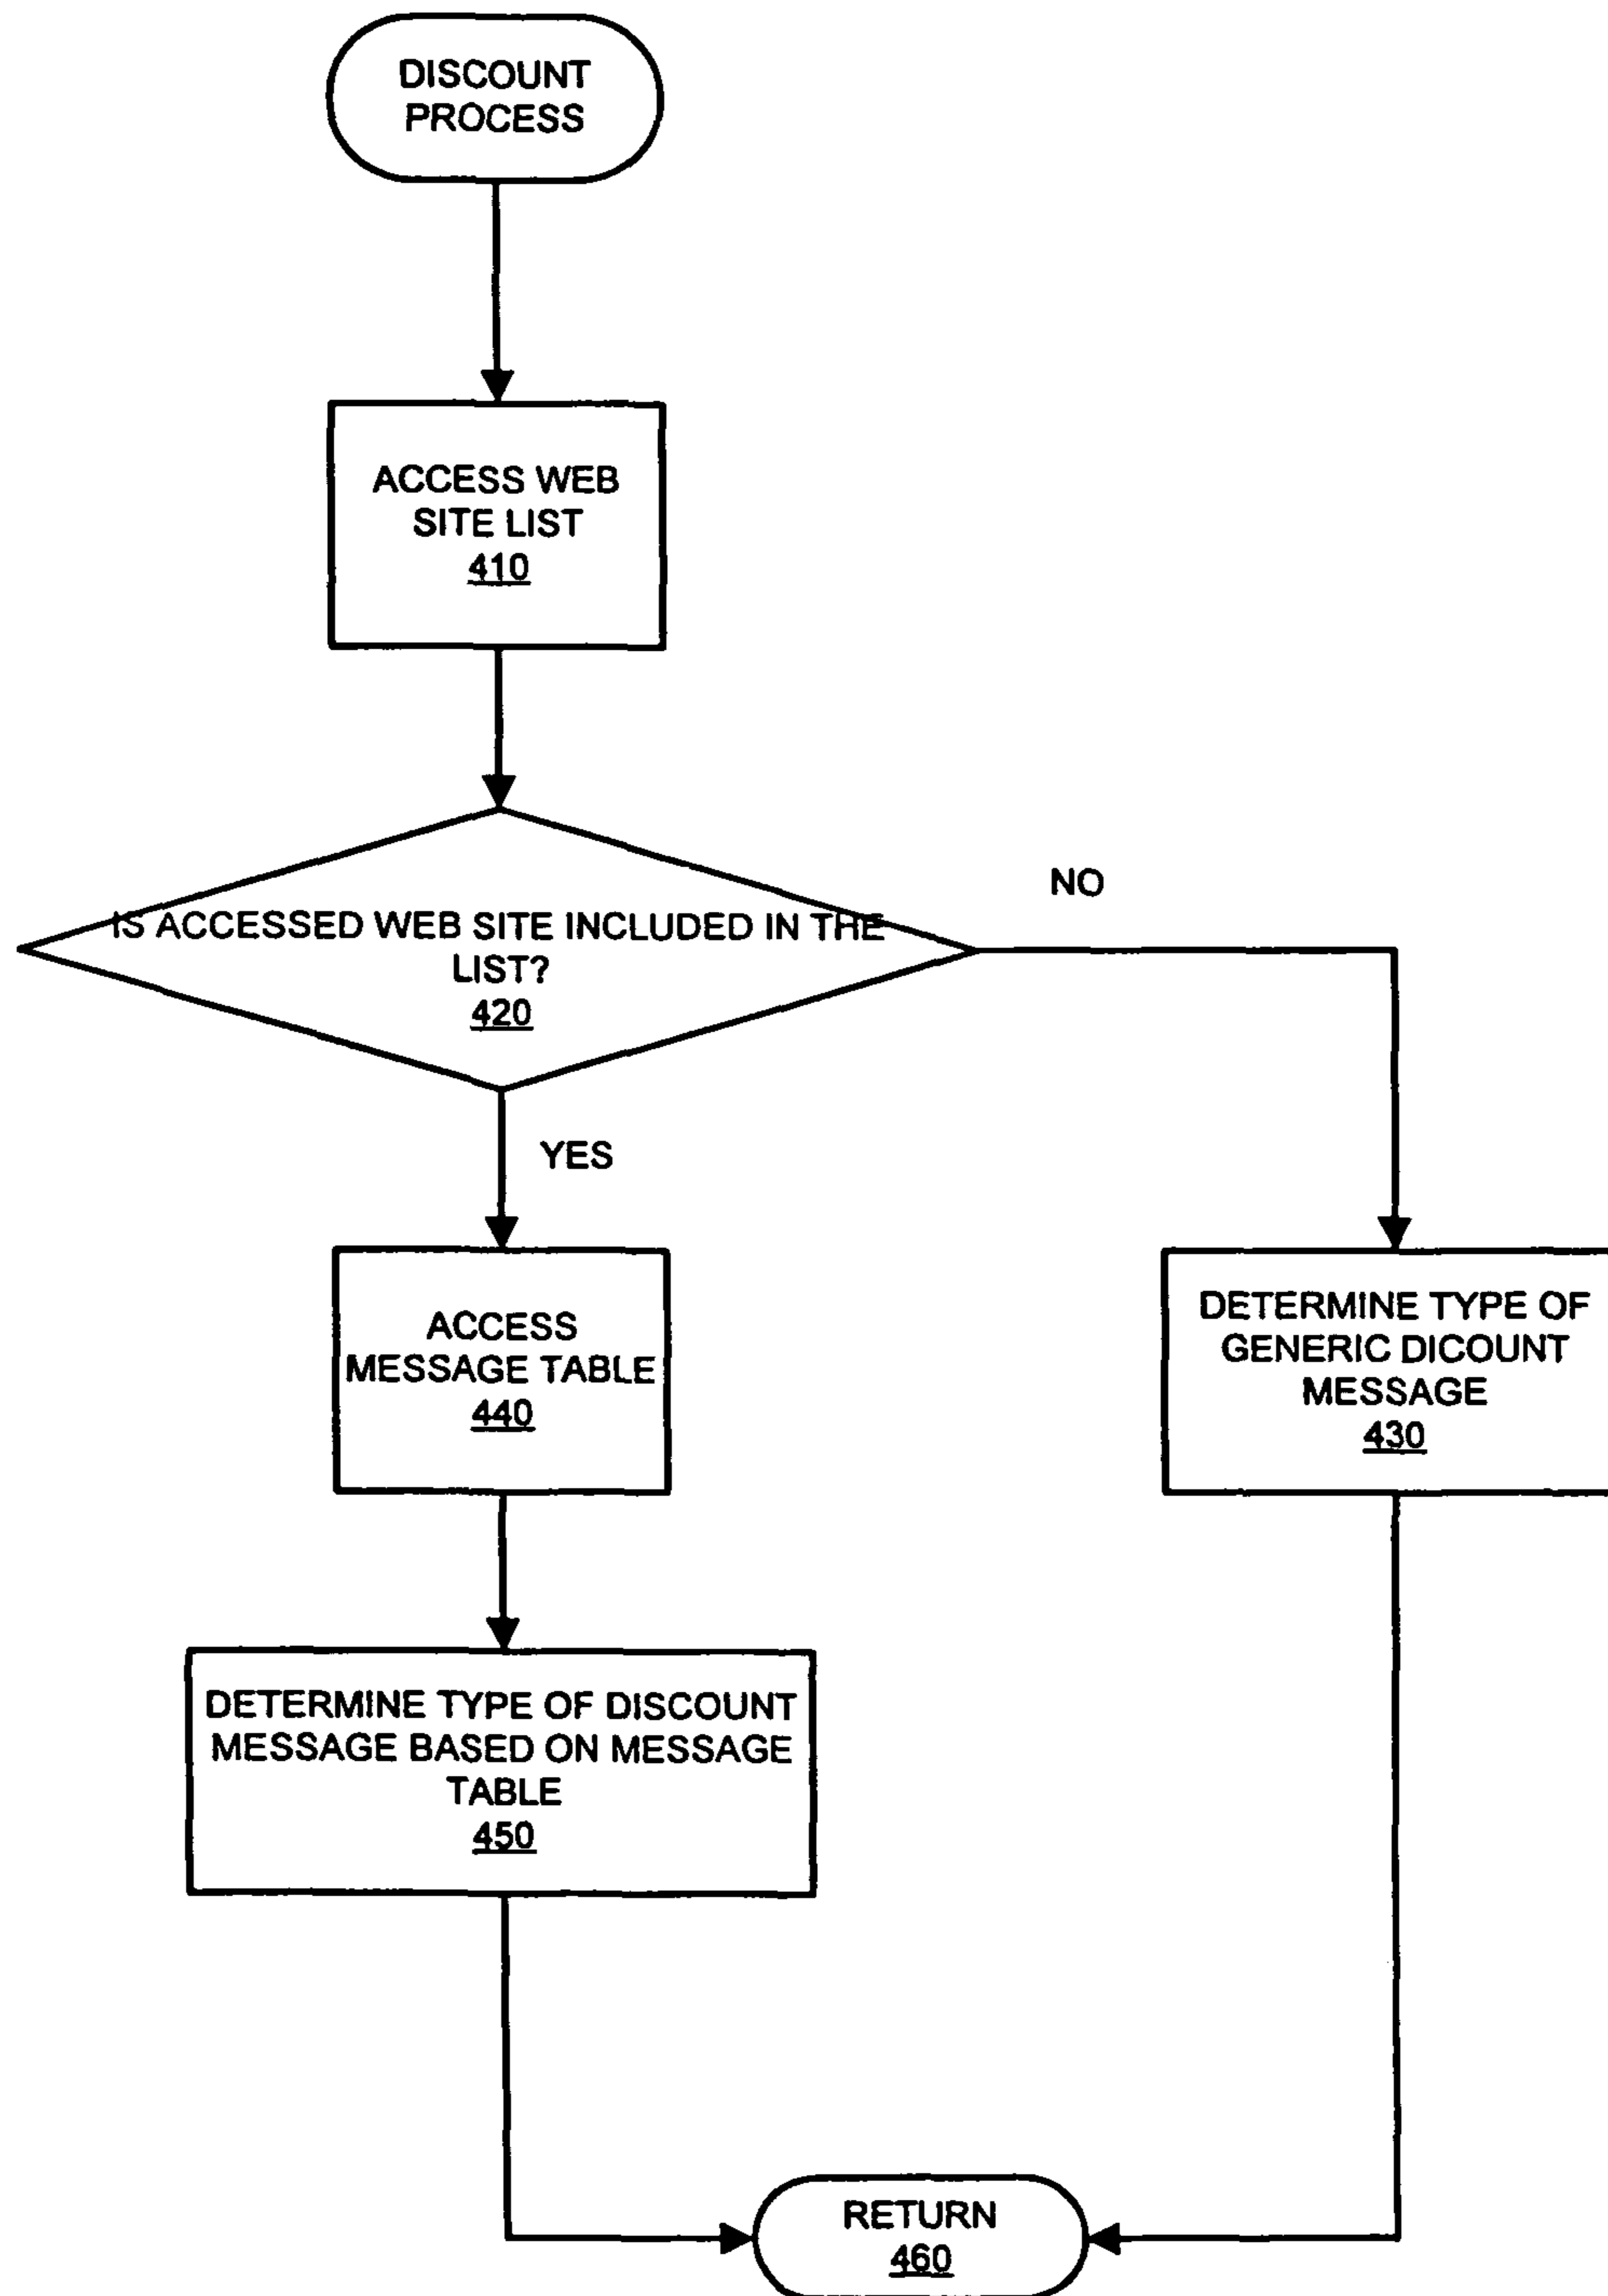 DISCOUNT
PROCESS
ACCESS WEB
SITE LIST
410
IS ACCESSED WEB SITE INCLUDED IN THE
LIST?
420
NO
YES
ACCESS
MESSAGE TABLE
440
DETERMINE TYPE OF
GENERIC DICOUNT
MESSAGE
430
DETERMINE TYPE OF DISCOUNT
MESSAGE BASED ON MESSAGE
TABLE
450
RETURN
460